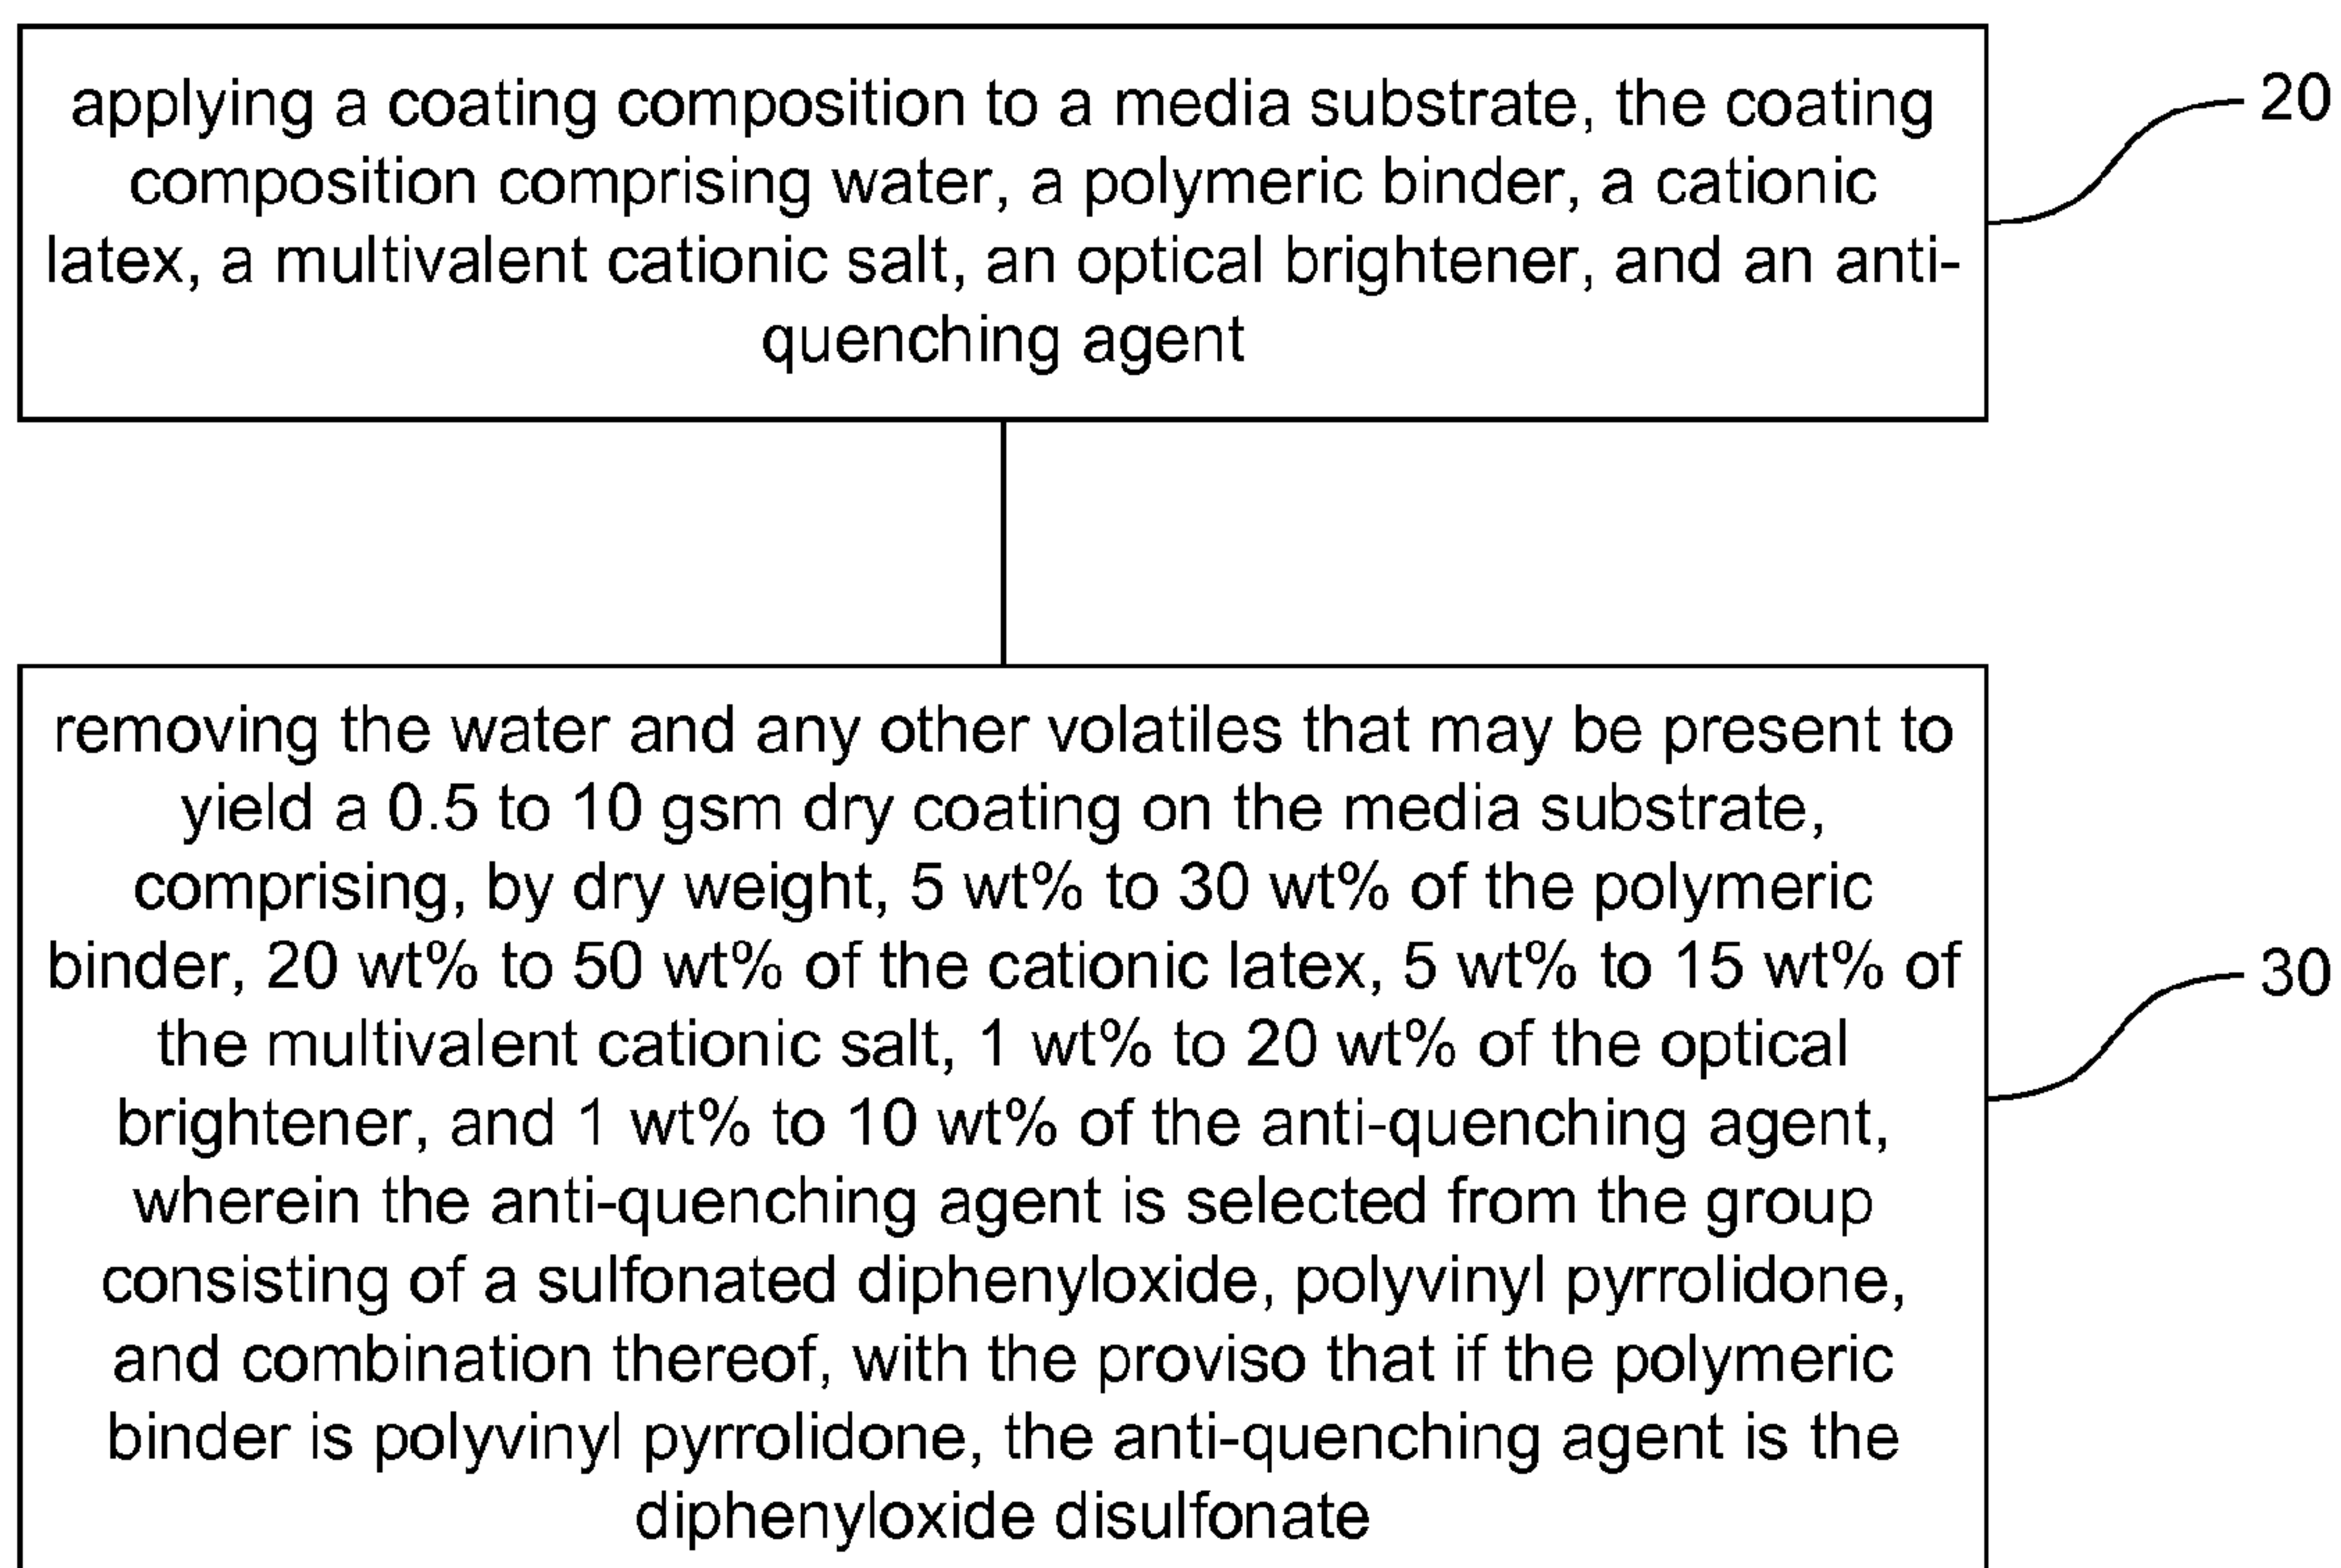 applying a coating composition to a media substrate, the coating
composition comprising water, a polymeric binder, a cationic
latex, a multivalent cationic salt, an optical brightener, and an anti-
quenching agent
20
removing the water and any other volatiles that may be present to
yield a 0.5 to 10 gsm dry coating on the media substrate,
comprising, by dry weight, 5 wt% to 30 wt% of the polymeric
binder, 20 wt% to 50 wt% of the cationic latex, 5 wt% to 15 wt% of
the multivalent cationic salt, 1 wt% to 20 wt% of the optical
brightener, and 1 wt% to 10 wt% of the anti-quenching agent,
wherein the anti-quenching agent is selected from the group
consisting of a sulfonated diphenyloxide, polyvinyl pyrrolidone,
and combination thereof, with the proviso that if the polymeric
binder is polyvinyl pyrrolidone, the anti-quenching agent is the
diphenyloxide disulfonate
30